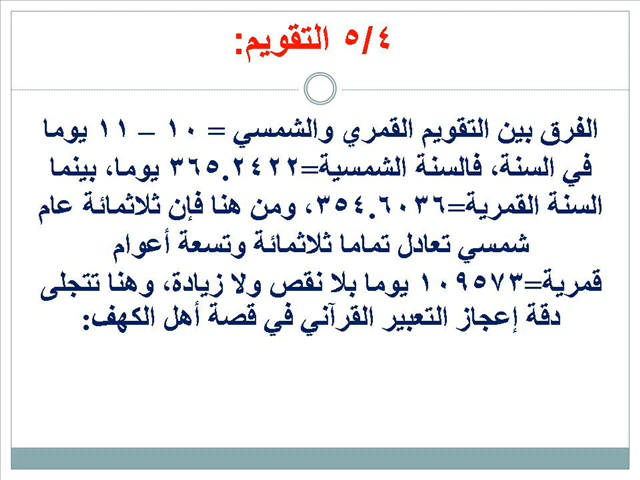 ٥/٤ التقويم:
الفرق بين التقويم القمري والشمسي = ١٠ – ١١ يوما
في السنة، فالسنة الشمسية=٣٦٥.٢٤٢٢ يوما، بينما
السنة القمرية=٣٥٤.٦٠٣٦، ومن هنا فإن ثلاثمائة عام
شمسي تعادل تماما ثلاثمائة وتسعة أعوام
قمرية=١٠٩٥٧٣ يوما بلا نقص ولا زيادة، وهنا تتجلى
دقة إعجاز التعبير القرآني في قصة أهل الكهف: